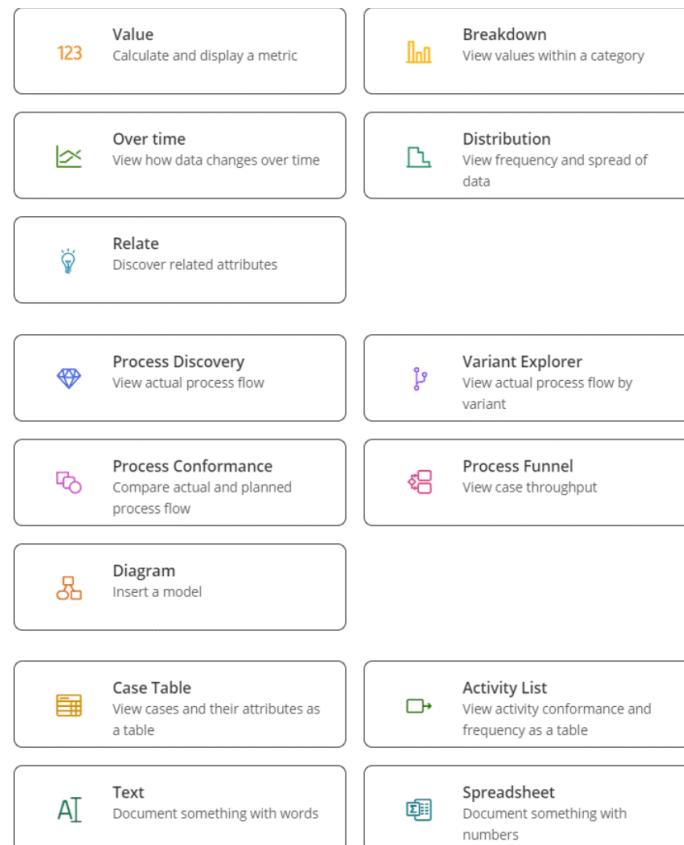 123
Value
Calculate and display a metric
Breakdown
View values within a category
Over time
View how data changes over time
Distribution
View frequency and spread of
data
Relate
Discover related attributes
Process Discovery
View actual process flow
Variant Explorer
View actual process flow by
variant
Process Conformance
Compare actual and planned
process flow
Process Funnel
View case throughput
Diagram
Insert a model
Case Table
View cases and their attributes as
a table
Activity List
View activity conformance and
frequency as a table
AI
Text
Document something with words
Spreadsheet
Document something with
numbers